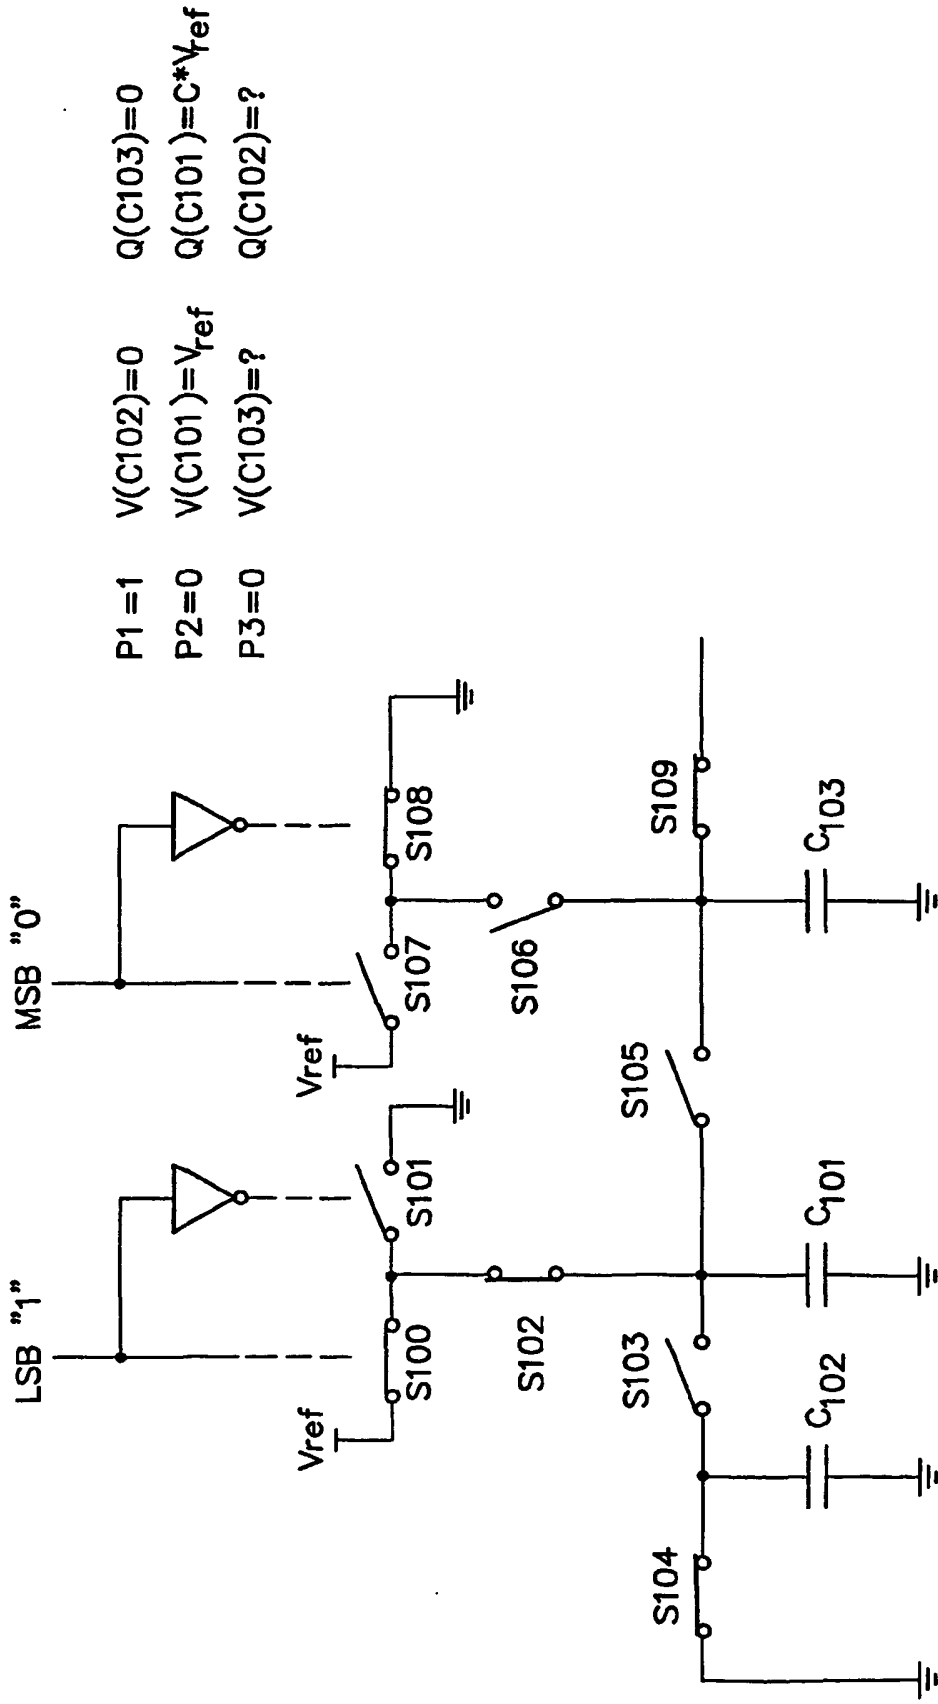 LSB "1"
MSB "0"
P1=1 V(C102)=0 Q(C103)=0
P2=0 V(C101)=Vref Q(C101)=C*Vref
P3=0 V(C103)=? Q(C102)=?
Vref
Vref
S100
S101
S107
S108
S102
S106
S104
S103
S105
S109
C102
C101
C103